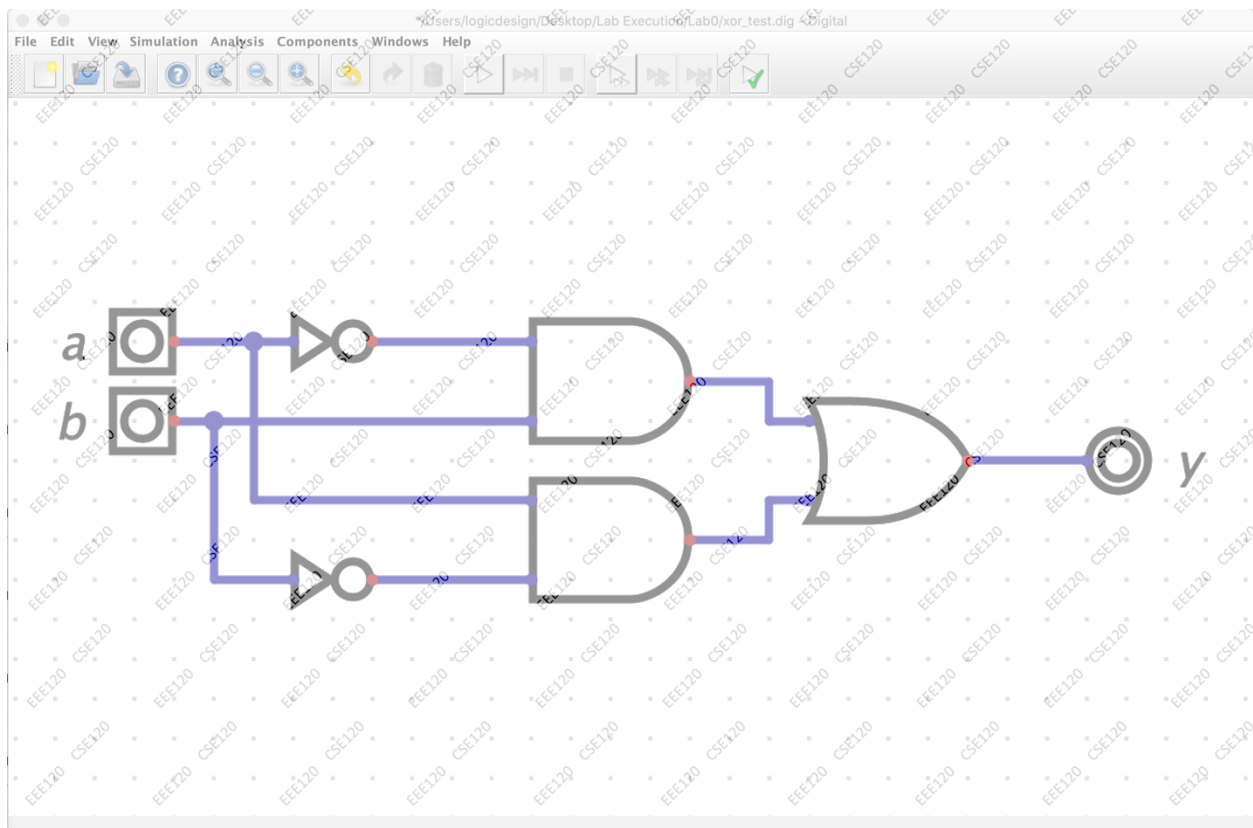 */Users/logicdesign/Desktop/Lab Execution/Lab0/xor_test.dig - Digital
File Edit View Simulation Analysis Components Windows Help
a
b
y
EEE120 CSE120